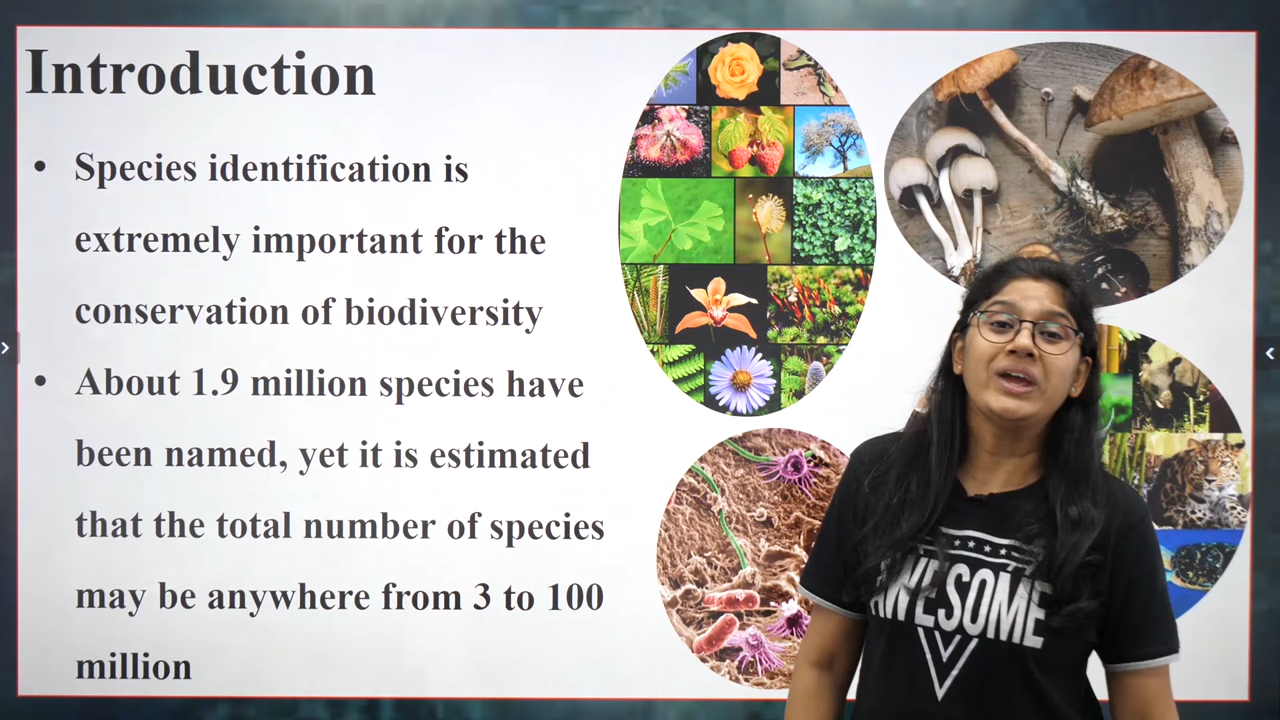 Introduction
• Species identification is
extremely important for the
conservation of biodiversity
• About 1.9 million species have
been named, yet it is estimated
that the total number of species
may be anywhere from 3 to 100
million
AWESOME